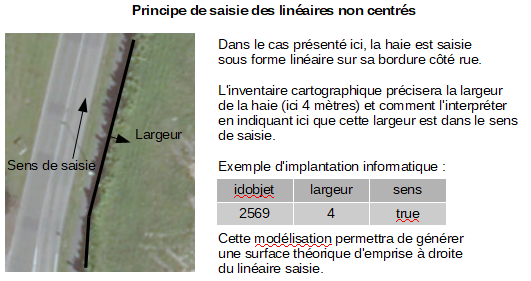 Principe de saisie des linéaires non centrés
Dans le cas présenté ici, la haie est saisie
sous forme linéaire sur sa bordure côté rue.
L'inventaire cartographique précisera la largeur
de la haie (ici 4 mètres) et comment l'interpréter
en indiquant ici que cette largeur est dans le sens
de saisie.
Largeur
Sens de saisie
Exemple d'implantation informatique :
idobjet largeur sens
2569 4 true
Cette modélisation permettra de générer
une surface théorique d'emprise à droite
du linéaire saisie.